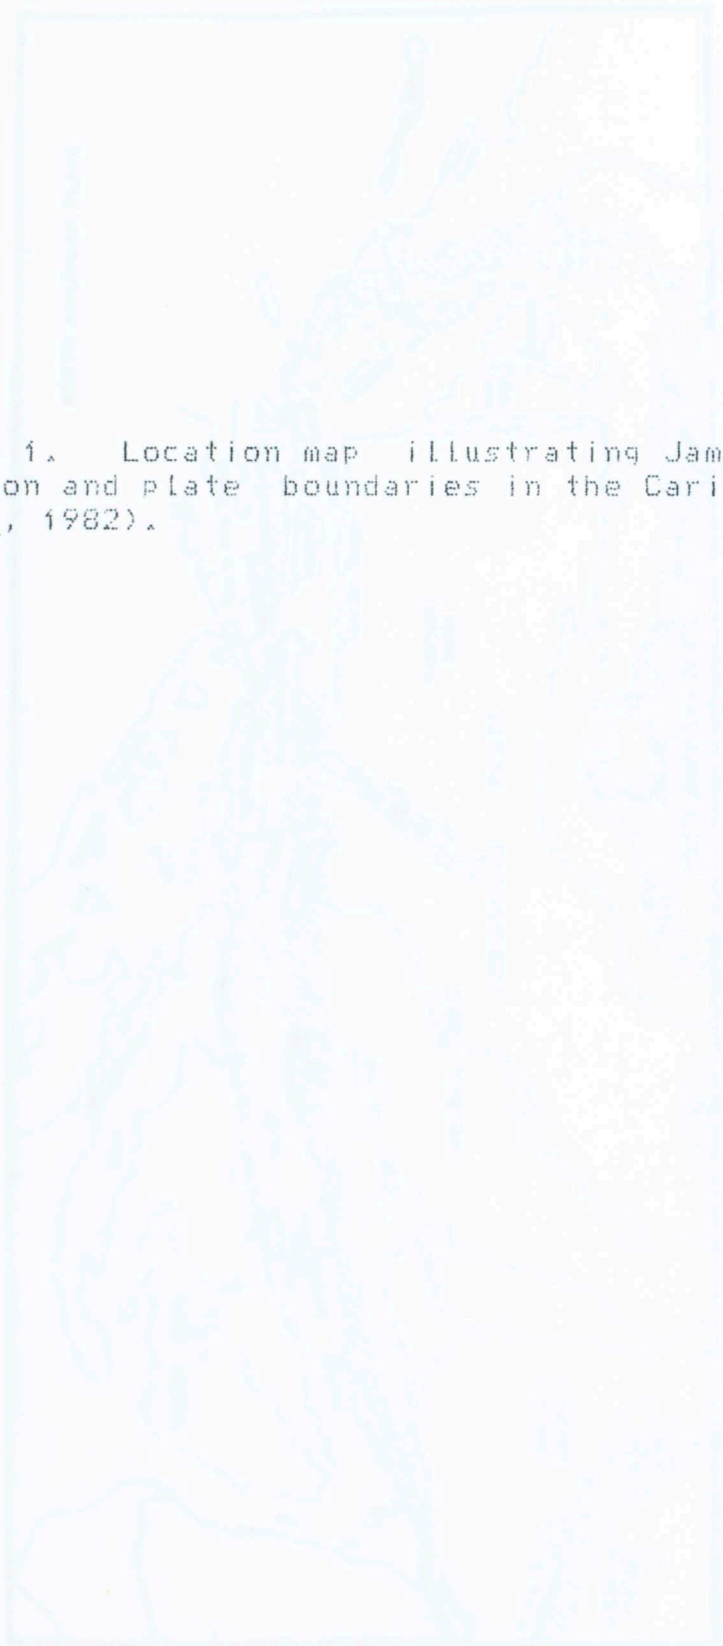 1. Location map illustrating Jam
on and plate boundaries in the Cari
, 1982).